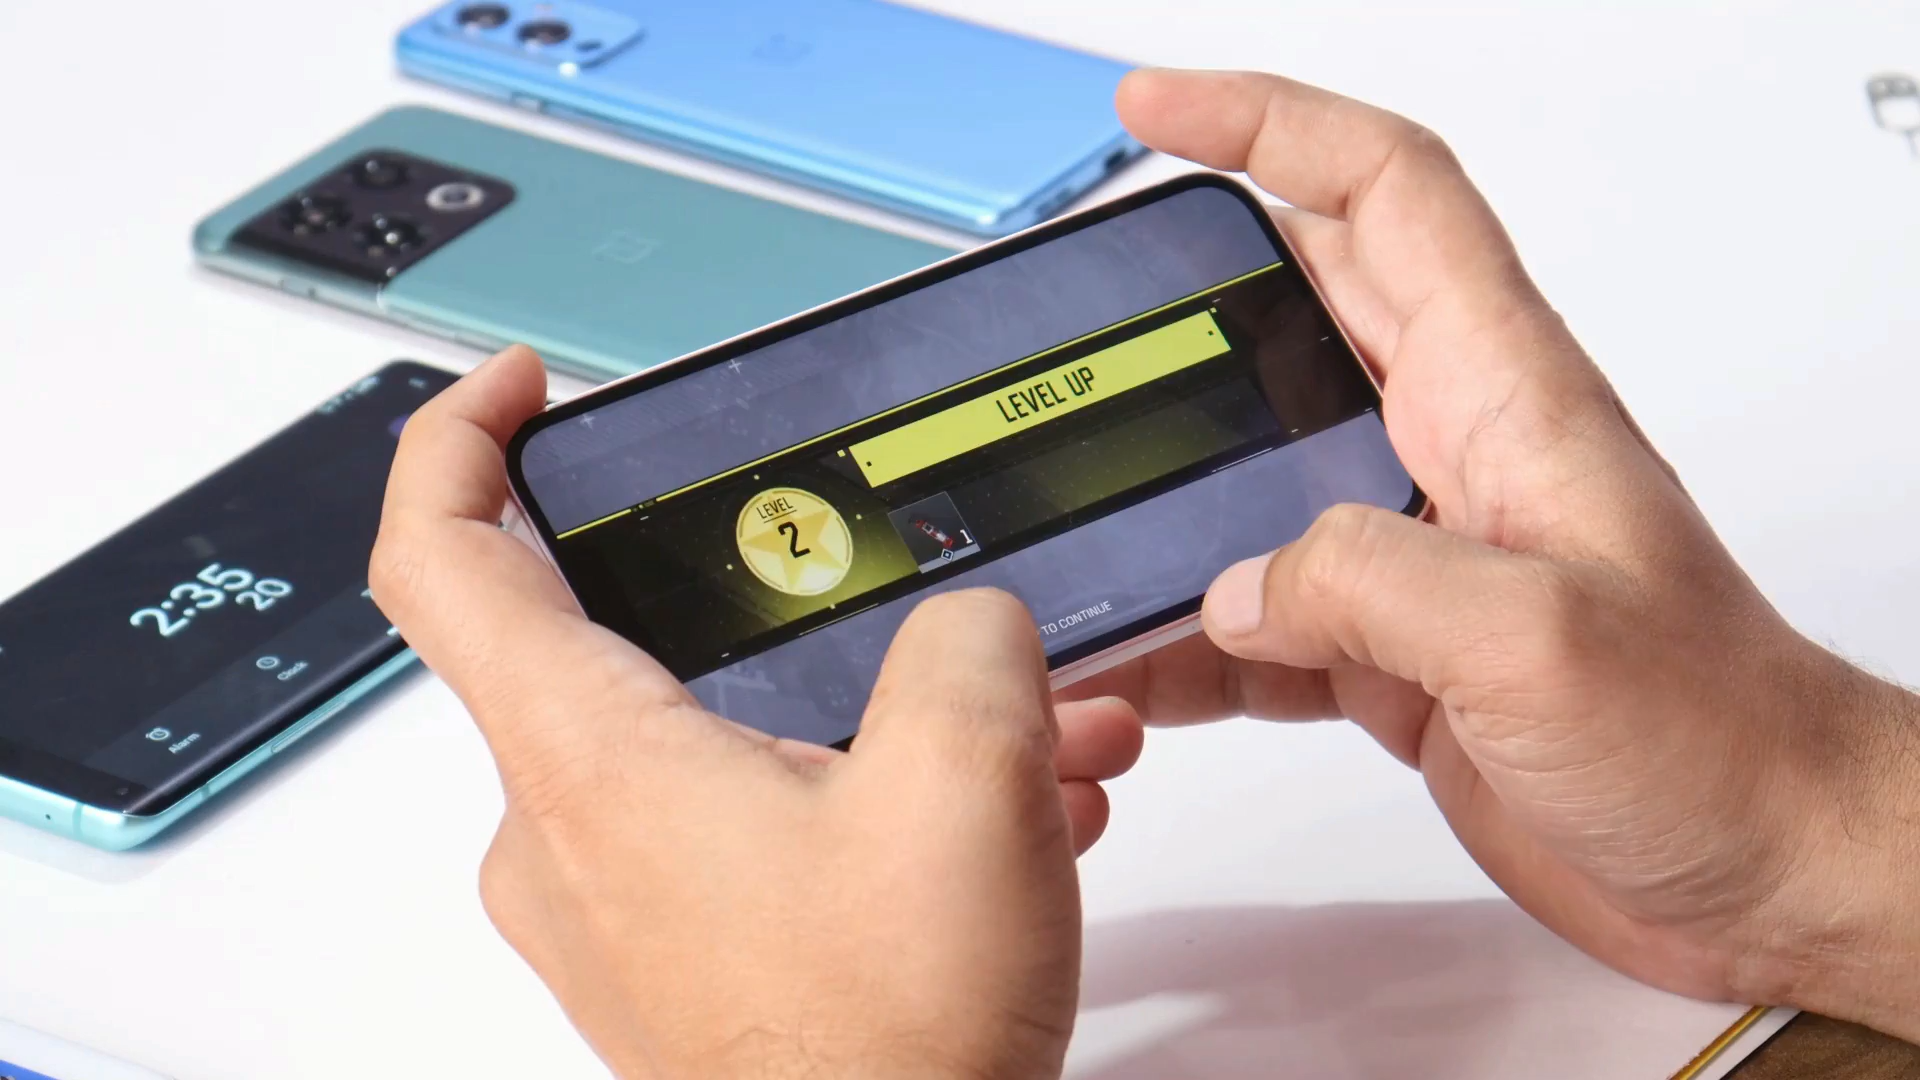 LEVEL UP
LEVEL
2
1
TO CONTINUE
2:35
20
Clock
Alarm